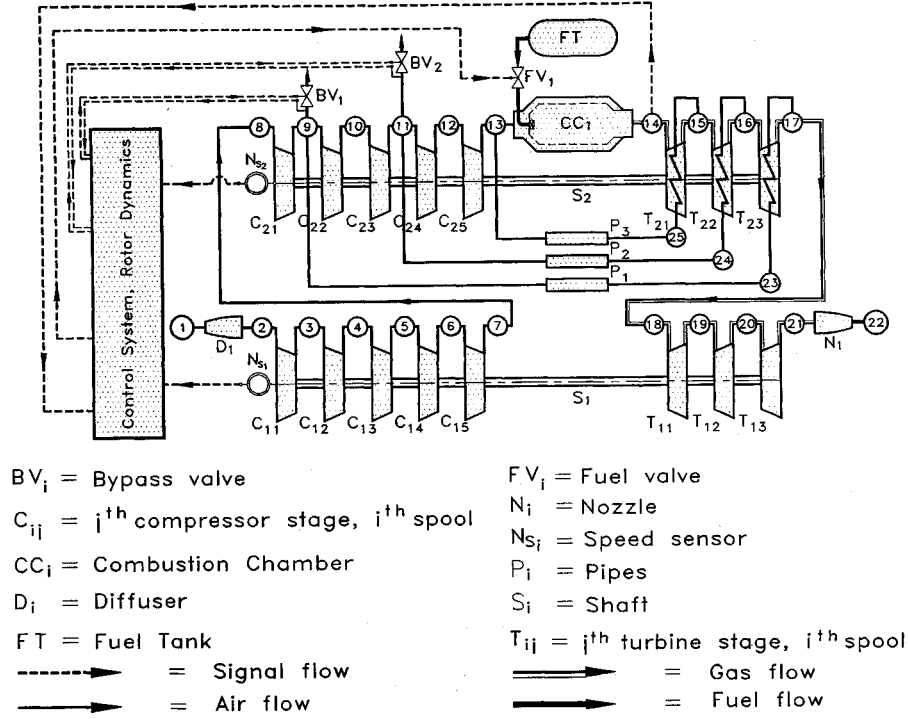 FT
BV₂
FV₁
BV₁
CC₁
8
9
10
11
12
13
14
15
16
17
Control System, Rotor Dynamics
Nₛ₂
S₂
C₂₁
C₂₂
C₂₃
C₂₄
C₂₅
T₂₁
T₂₂
T₂₃
P₃
25
P₂
24
P₁
23
1
2
3
4
5
6
7
18
19
20
21
22
D₁
N₁
Nₛ₁
S₁
C₁₁
C₁₂
C₁₃
C₁₄
C₁₅
T₁₁
T₁₂
T₁₃
BVᵢ = Bypass valve
Cᵢⱼ = jᵗʰ compressor stage, iᵗʰ spool
CCᵢ = Combustion Chamber
Dᵢ = Diffuser
FT = Fuel Tank
= Signal flow
= Air flow
FVᵢ = Fuel valve
Nᵢ = Nozzle
Nsᵢ = Speed sensor
Pᵢ = Pipes
Sᵢ = Shaft
Tᵢⱼ = jᵗʰ turbine stage, iᵗʰ spool
= Gas flow
= Fuel flow